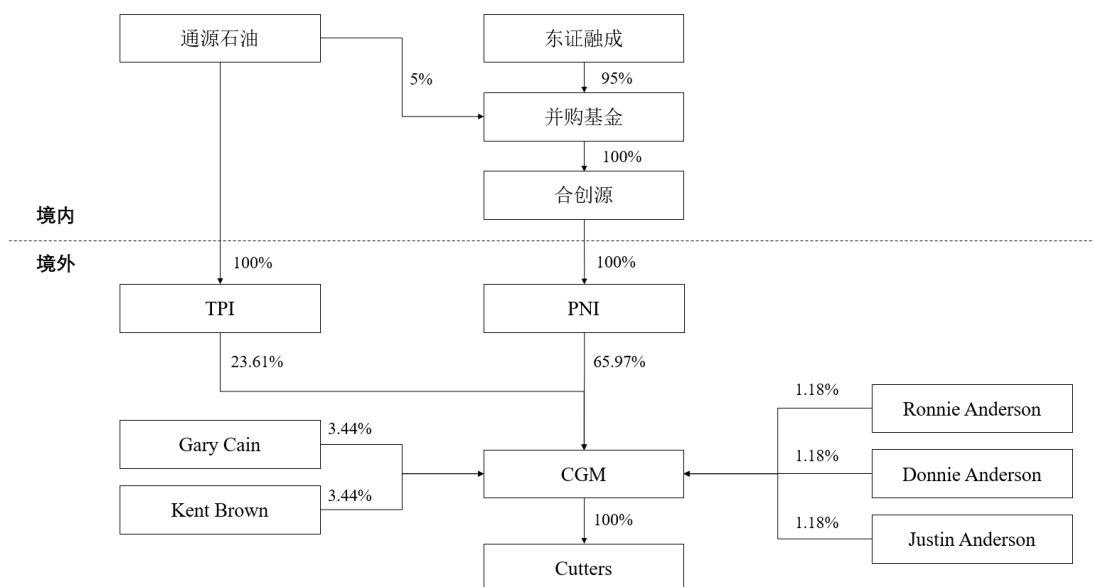 通源石油
东证融成
5%
95%
并购基金
100%
合创源
境内
境外
100%
100%
TPI
PNI
23.61%
65.97%
1.18%
Ronnie Anderson
Gary Cain
3.44%
CGM
1.18%
Donnie Anderson
Kent Brown
3.44%
100%
1.18%
Justin Anderson
Cutters